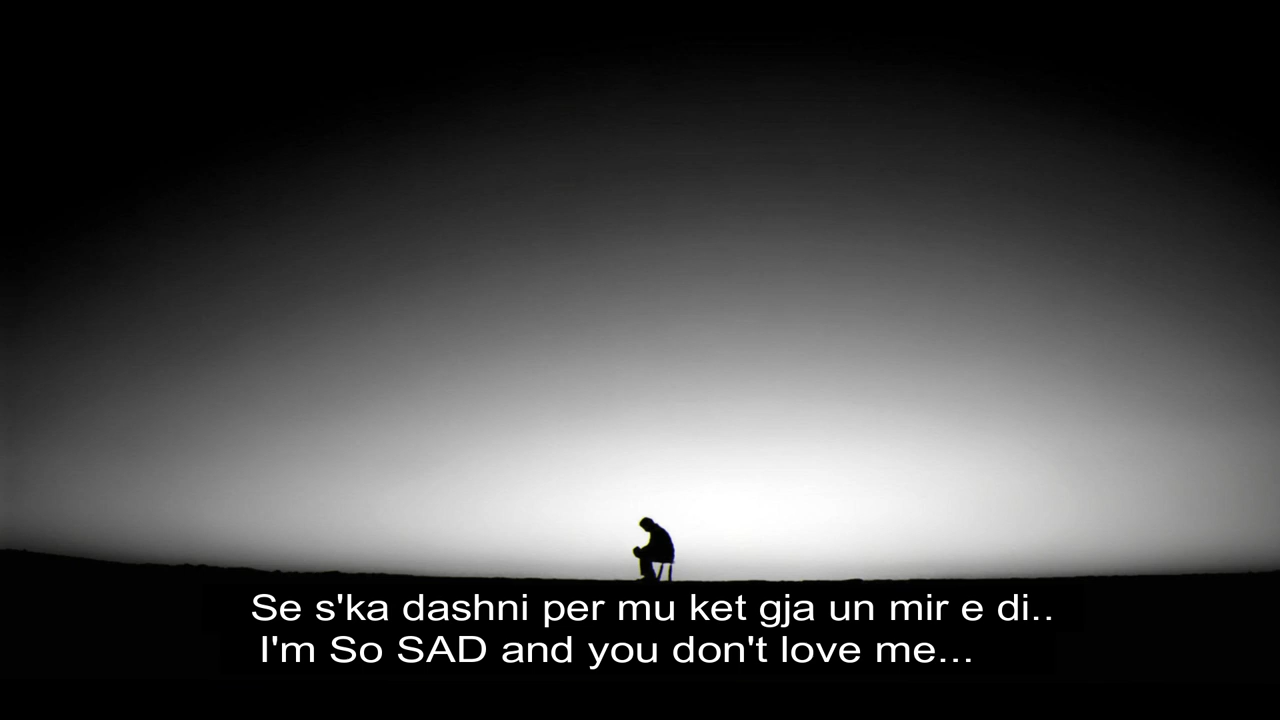 Se s'ka dashni per mu ket gja un mir e di..
I'm So SAD and you don't love me...